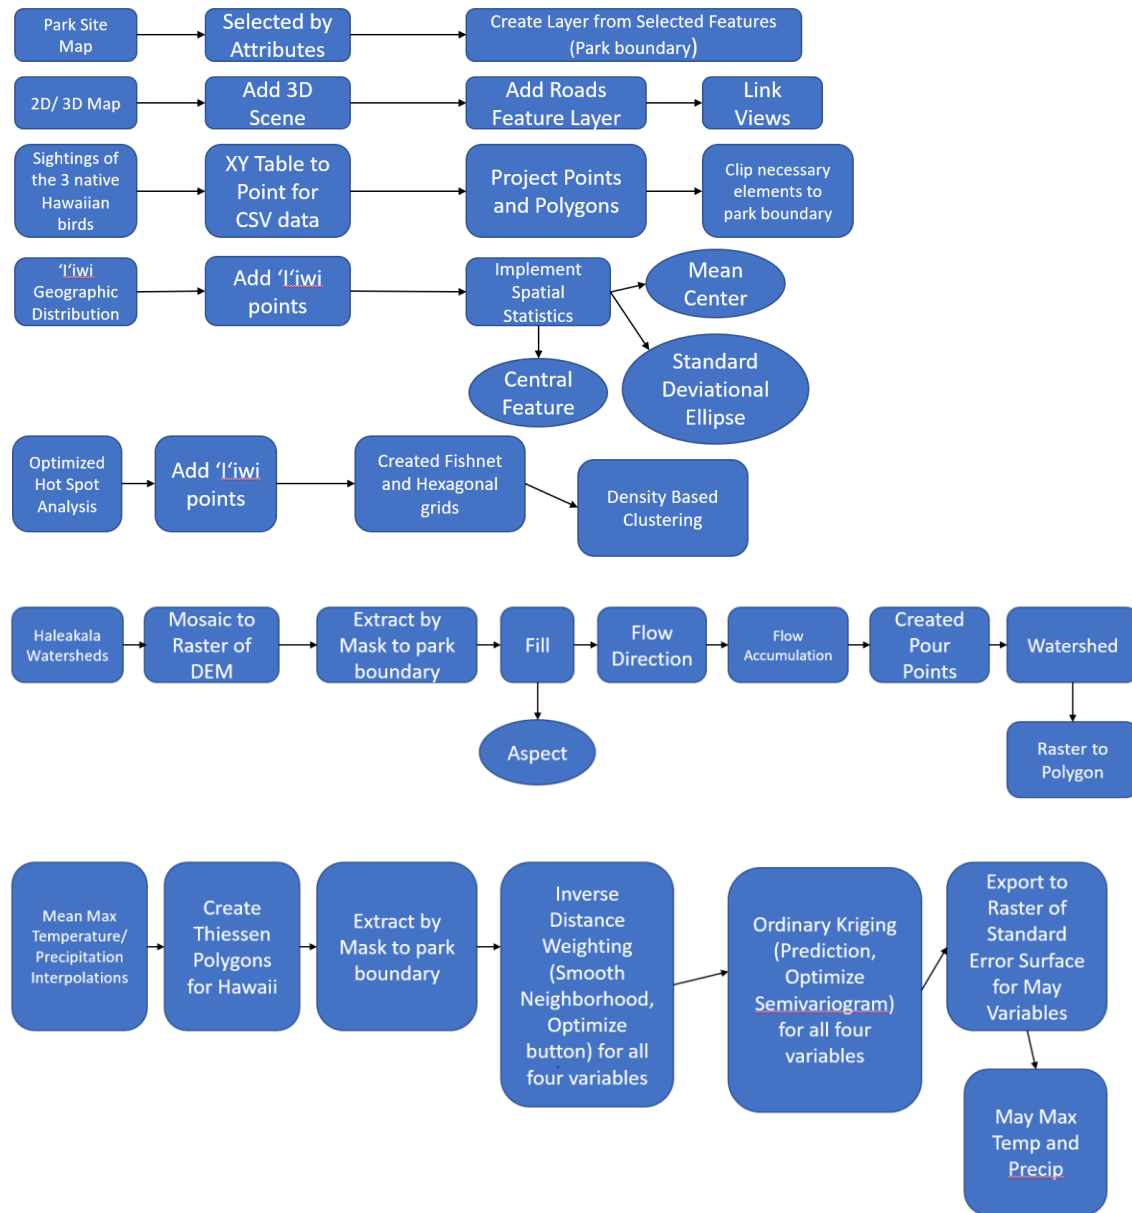 Park Site
Map
Selected by
Attributes
Create Layer from Selected Features
(Park boundary)
2D/ 3D Map
Add 3D
Scene
Add Roads
Feature Layer
Link
Views
Sightings of
the 3 native
Hawaiian
birds
XY Table to
Point for
CSV data
Project Points
and Polygons
Clip necessary
elements to
park boundary
‘I‘iwi
Geographic
Distribution
Add ‘I‘iwi
points
Implement
Spatial
Statistics
Mean
Center
Central
Feature
Standard
Deviational
Ellipse
Optimized
Hot Spot
Analysis
Add ‘I‘iwi
points
Created Fishnet
and Hexagonal
grids
Density Based
Clustering
Haleakala
Watersheds
Mosaic to
Raster of
DEM
Extract by
Mask to park
boundary
Fill
Flow
Direction
Flow
Accumulation
Created
Pour
Points
Watershed
Aspect
Raster to
Polygon
Mean Max
Temperature/
Precipitation
Interpolations
Create
Thiessen
Polygons
for Hawaii
Extract by
Mask to park
boundary
Inverse
Distance
Weighting
(Smooth
Neighborhood,
Optimize
button) for all
four variables
Ordinary Kriging
(Prediction,
Optimize
Semivariogram)
for all four
variables
Export to
Raster of
Standard
Error Surface
for May
Variables
May Max
Temp and
Precip